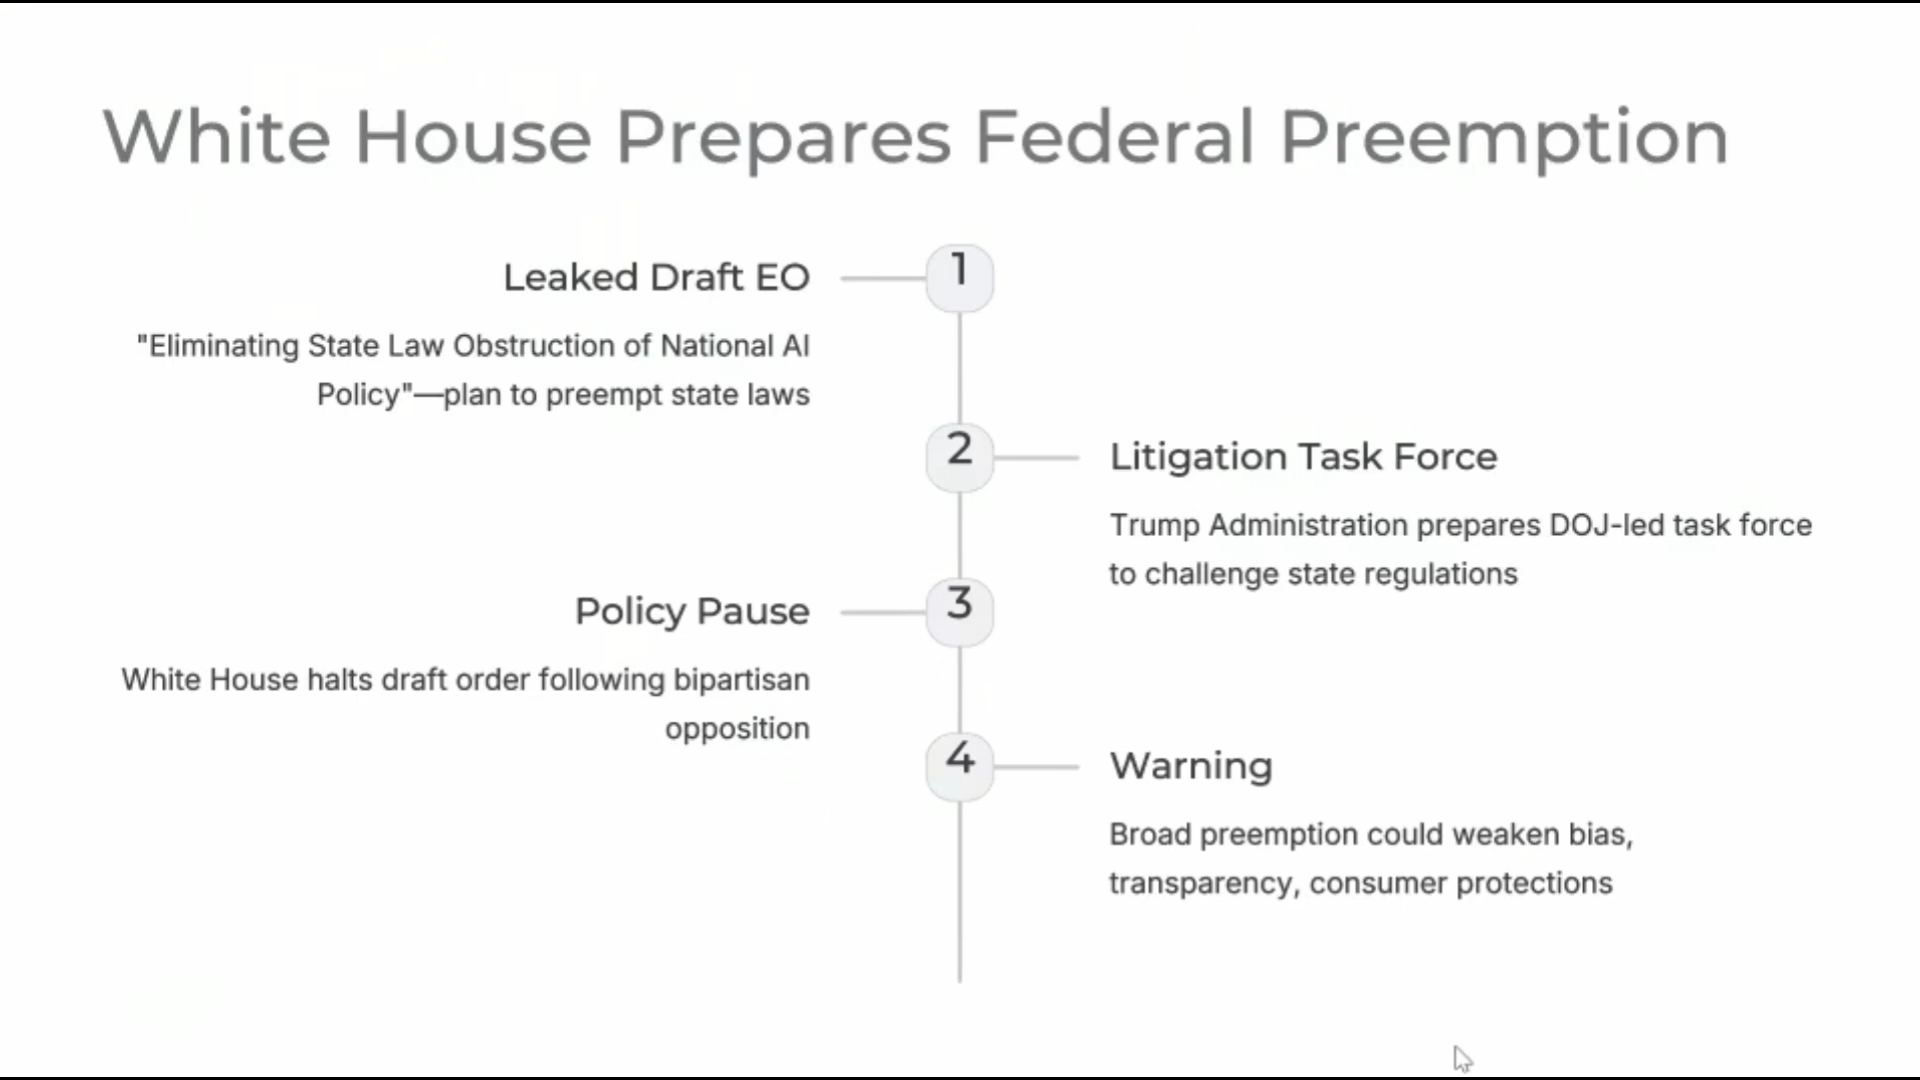 White House Prepares Federal Preemption
1
Leaked Draft EO
"Eliminating State Law Obstruction of National AI
Policy"—plan to preempt state laws
2
Litigation Task Force
Trump Administration prepares DOJ-led task force
to challenge state regulations
3
Policy Pause
White House halts draft order following bipartisan
opposition
4
Warning
Broad preemption could weaken bias,
transparency, consumer protections